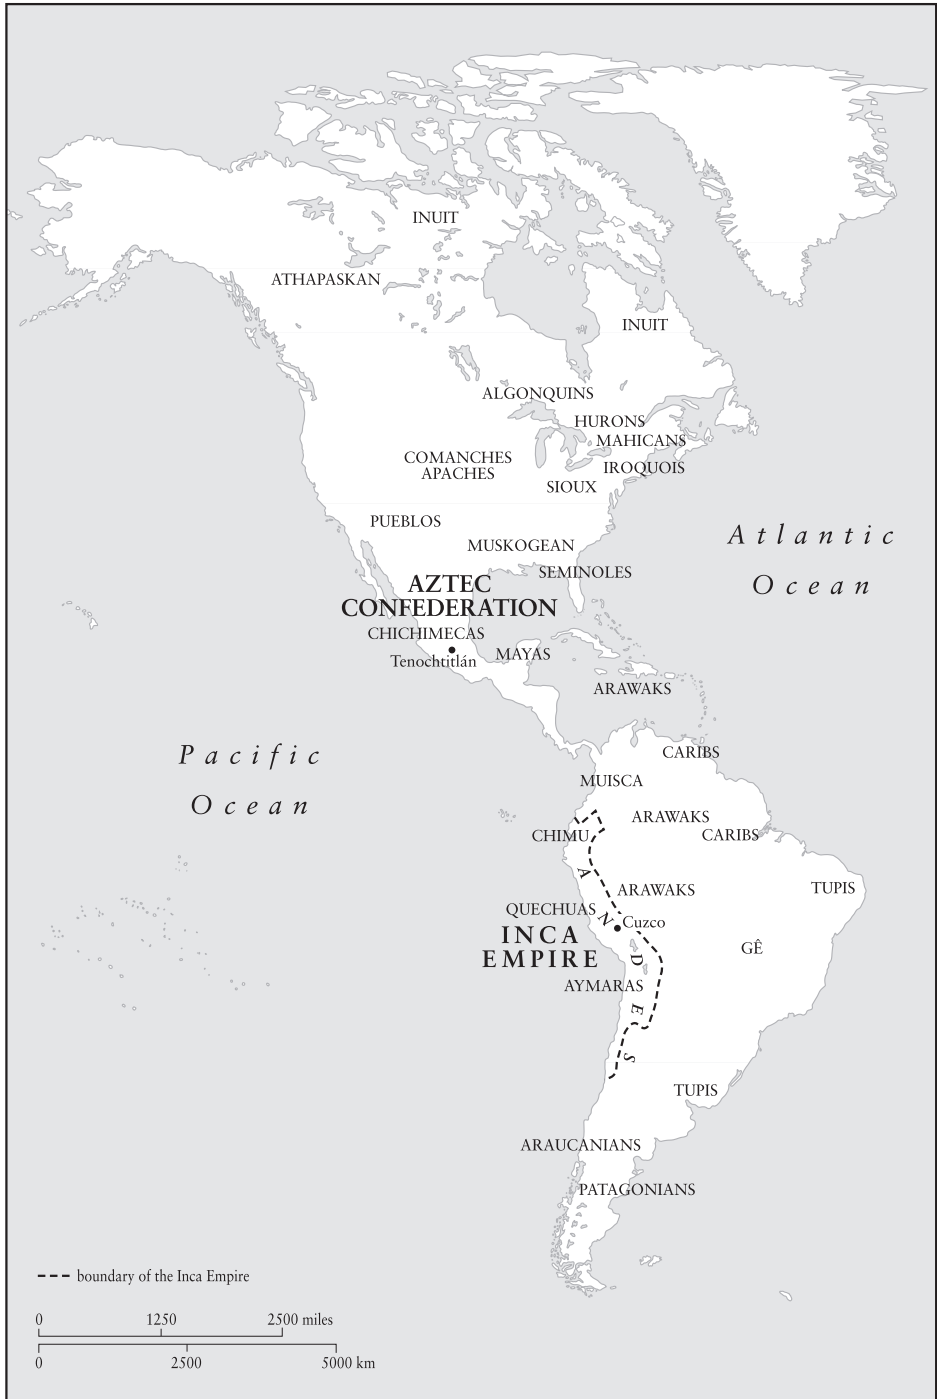 INUIT
ATHAPASKAN
INUIT
ALGONQUINS
HURONS
MAHICANS
COMANCHES
APACHES
IROQUOIS
SIOUX
PUEBLOS
MUSKOGEAN
Atlantic
Ocean
SEMINOLES
AZTEC
CONFEDERATION
CHICHIMECAS
Tenochtitlán
MAYAS
ARAWAKS
Pacific
Ocean
CARIBS
MUISCA
ARAWAKS
CHIMU
CARIBS
ARAWAKS
TUPIS
QUECHUAS
Cuzco
INCA
EMPIRE
ANDES
GÊ
AYMARAS
TUPIS
ARAUCANIANS
PATAGONIANS
boundary of the Inca Empire
0 1250 2500 miles
0 2500 5000 km